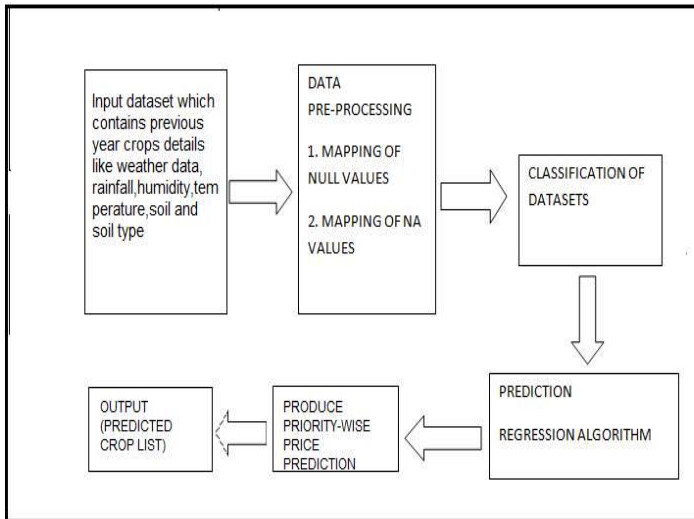 Input dataset which
contains previous
year crops details
like weather data,
rainfall,humidity,tem
perature,soil and
soil type
DATA
PRE-PROCESSING
1. MAPPING OF
NULL VALUES
2. MAPPING OF NA
VALUES
CLASSIFICATION OF
DATASETS
PREDICTION
REGRESSION ALGORITHM
PRODUCE
PRIORITY-WISE
PRICE
PREDICTION
OUTPUT
(PREDICTED
CROP LIST)